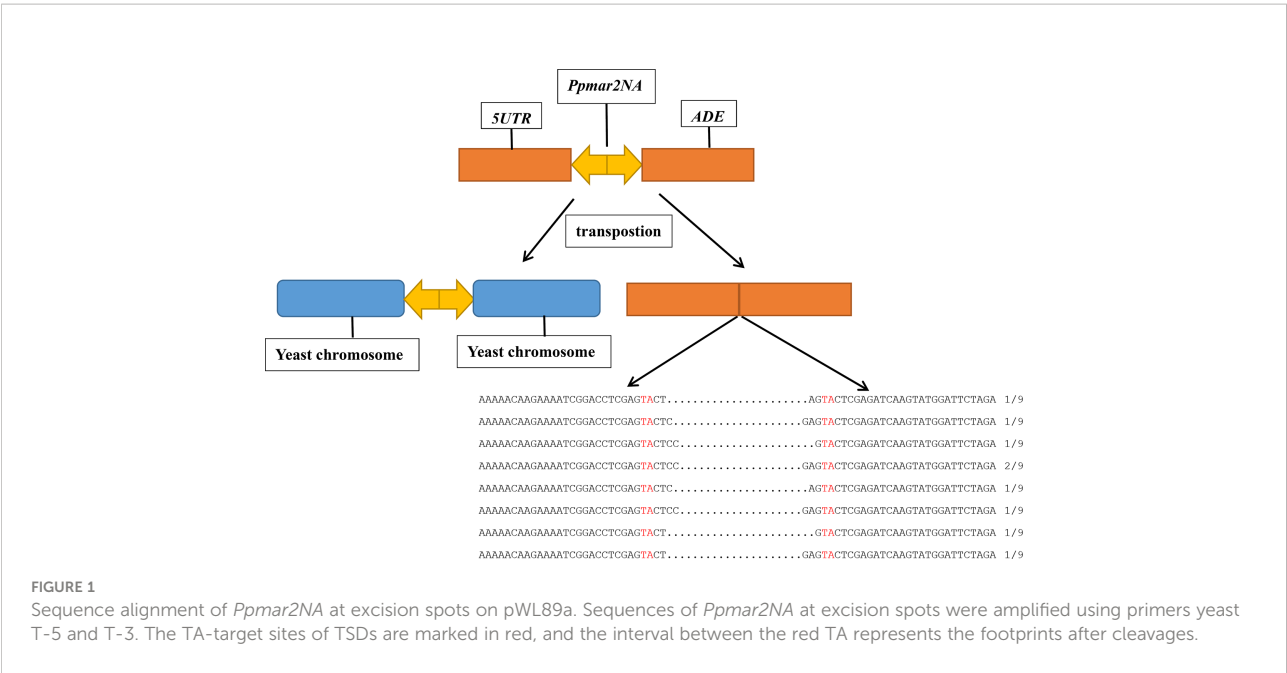 Ppmar2NA
5UTR
ADE
transpostion
Yeast chromosome
Yeast chromosome
AAAAACAAGAAAATCGGACCTCGAGTACT......................AGTACTCGAGATCAAGTATGGATTCTAGA 1/9
AAAAACAAGAAAATCGGACCTCGAGTACTC....................GAGTACTCGAGATCAAGTATGGATTCTAGA 1/9
AAAAACAAGAAAATCGGACCTCGAGTACTCC.....................GTACTCGAGATCAAGTATGGATTCTAGA 1/9
AAAAACAAGAAAATCGGACCTCGAGTACTCC...................GAGTACTCGAGATCAAGTATGGATTCTAGA 2/9
AAAAACAAGAAAATCGGACCTCGAGTACTC.....................AGTACTCGAGATCAAGTATGGATTCTAGA 1/9
AAAAACAAGAAAATCGGACCTCGAGTACTCC...................GAGTACTCGAGATCAAGTATGGATTCTAGA 1/9
AAAAACAAGAAAATCGGACCTCGAGTACT.......................GTACTCGAGATCAAGTATGGATTCTAGA 1/9
AAAAACAAGAAAATCGGACCTCGAGTACT.....................GAGTACTCGAGATCAAGTATGGATTCTAGA 1/9
FIGURE 1
Sequence alignment of Ppmar2NA at excision spots on pWL89a. Sequences of Ppmar2NA at excision spots were amplified using primers yeast
T-5 and T-3. The TA-target sites of TSDs are marked in red, and the interval between the red TA represents the footprints after cleavages.